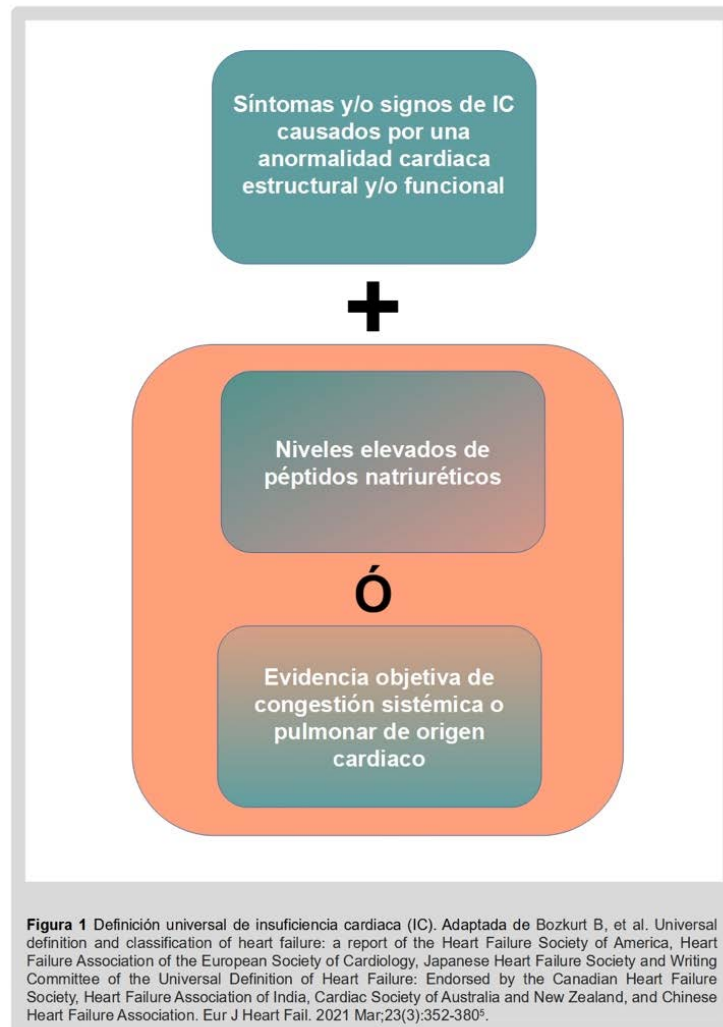 Síntomas y/o signos de IC
causados por una
anormalidad cardiaca
estructural y/o funcional
+
Niveles elevados de
péptidos natriuréticos
Ó
Evidencia objetiva de
congestión sistémica o
pulmonar de origen
cardiaco
Figura 1 Definición universal de insuficiencia cardiaca (IC). Adaptada de Bozkurt B, et al. Universal
definition and classification of heart failure: a report of the Heart Failure Society of America, Heart
Failure Association of the European Society of Cardiology, Japanese Heart Failure Society and Writing
Committee of the Universal Definition of Heart Failure: Endorsed by the Canadian Heart Failure
Society, Heart Failure Association of India, Cardiac Society of Australia and New Zealand, and Chinese
Heart Failure Association. Eur J Heart Fail. 2021 Mar;23(3):352-380⁵.